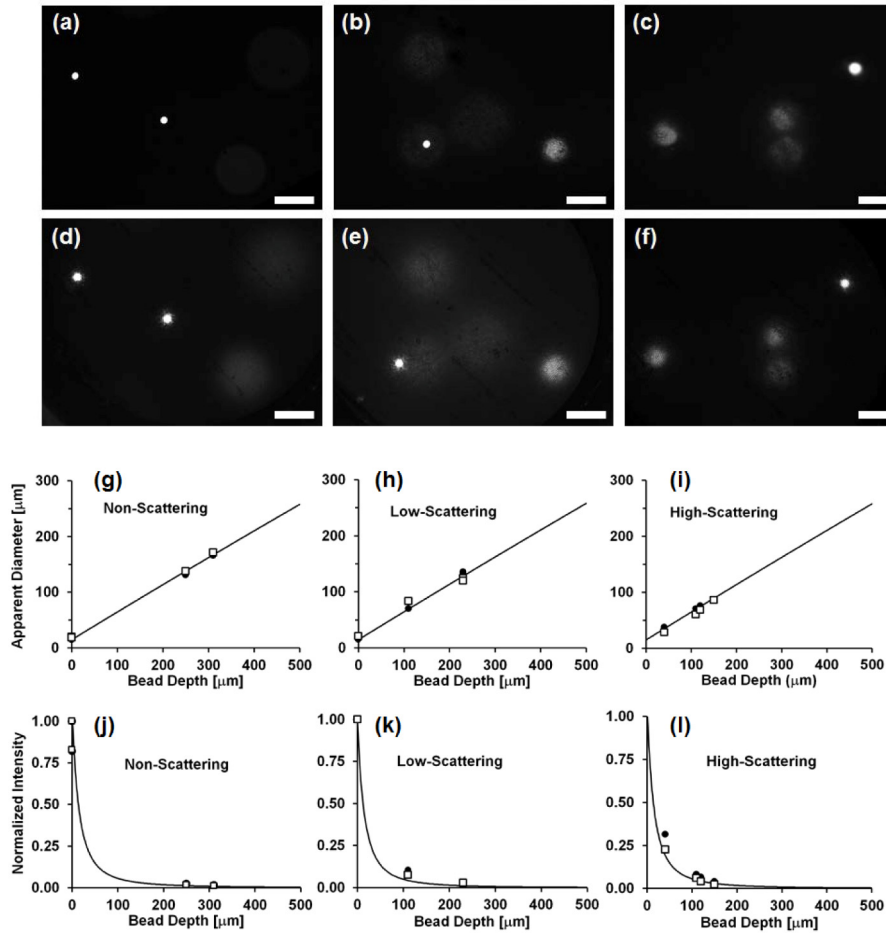 (a) (b) (c)
(d) (e) (f)
(g) (h) (i)
Non-Scattering Low-Scattering High-Scattering
Apparent Diameter [μm]
300 300 300
200 200 200
100 100 100
0 0 0
0 100 200 300 400 500 0 100 200 300 400 500 0 100 200 300 400 500
Bead Depth [μm] Bead Depth [μm] Bead Depth (μm)
(j) (k) (l)
Non-Scattering Low-Scattering High-Scattering
Normalized Intensity
1.00 1.00 1.00
0.75 0.75 0.75
0.50 0.50 0.50
0.25 0.25 0.25
0.00 0.00 0.00
0 100 200 300 400 500 0 100 200 300 400 500 0 100 200 300 400 500
Bead Depth [μm] Bead Depth [μm] Bead Depth [μm]